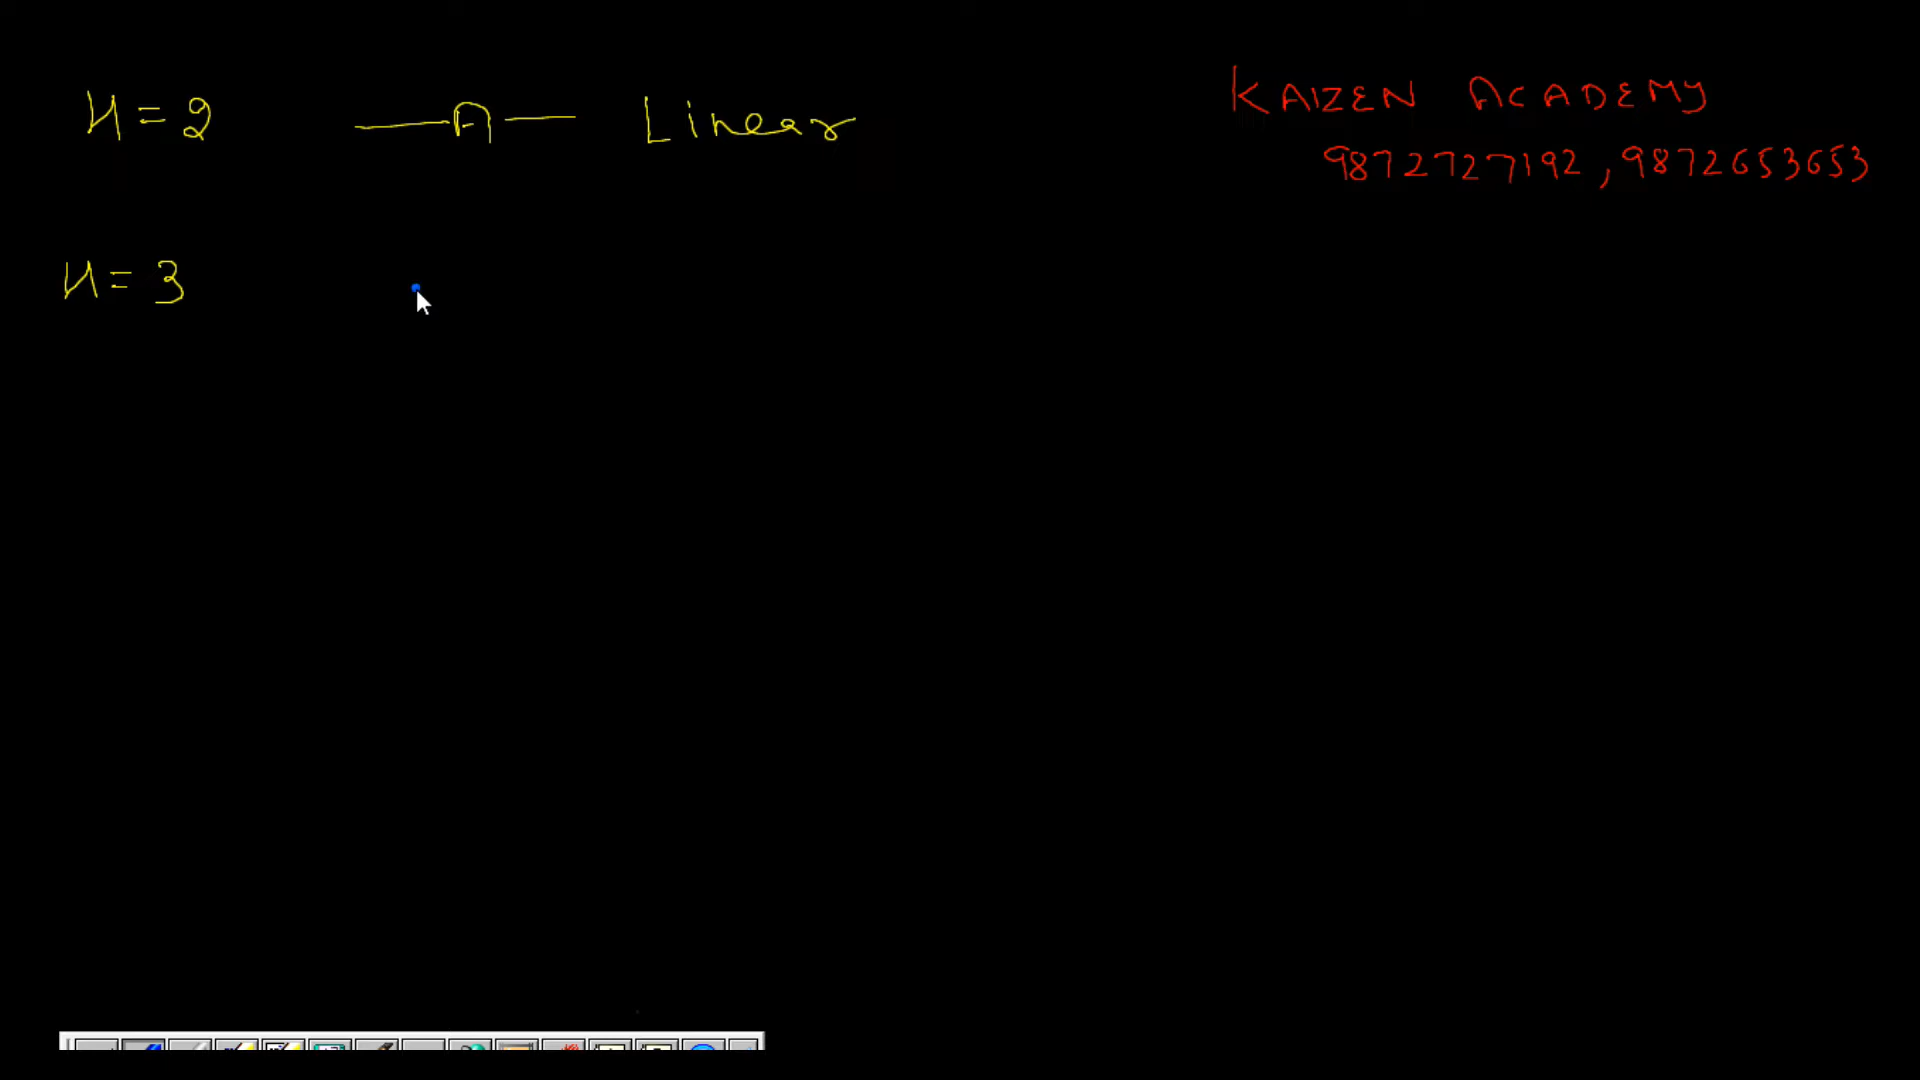 H = 2 —A— Linear
H = 3
KAIZEN ACADEMY
9872727192, 9872653653